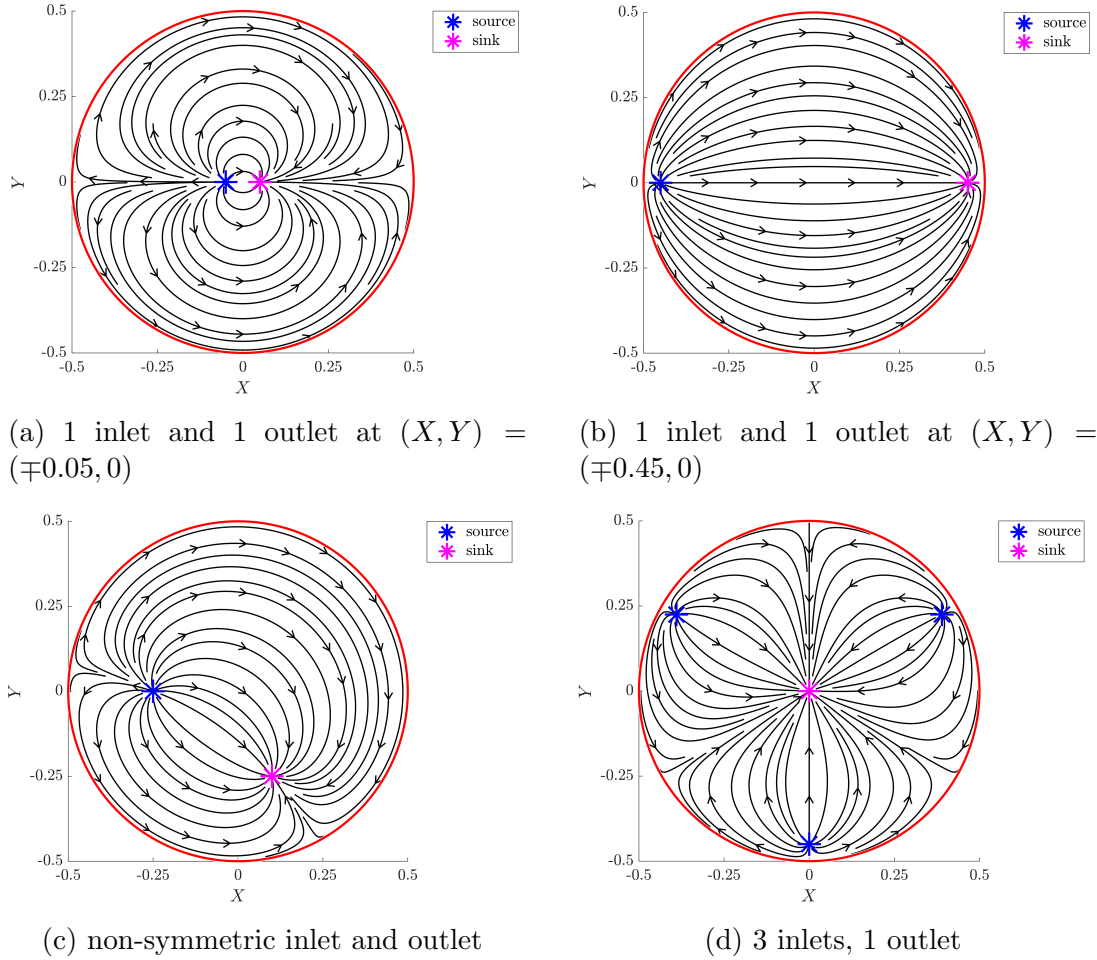 0.5
0.25
0
-0.25
-0.5
Y
-0.5
-0.25
0
0.25
0.5
X
source
sink
(a) 1 inlet and 1 outlet at (X, Y) =
(∓0.05, 0)
0.5
0.25
0
-0.25
-0.5
Y
-0.5
-0.25
0
0.25
0.5
X
source
sink
(b) 1 inlet and 1 outlet at (X, Y) =
(∓0.45, 0)
0.5
0.25
0
-0.25
-0.5
Y
-0.5
-0.25
0
0.25
0.5
X
source
sink
(c) non-symmetric inlet and outlet
0.5
0.25
0
-0.25
-0.5
Y
-0.5
-0.25
0
0.25
0.5
X
source
sink
(d) 3 inlets, 1 outlet